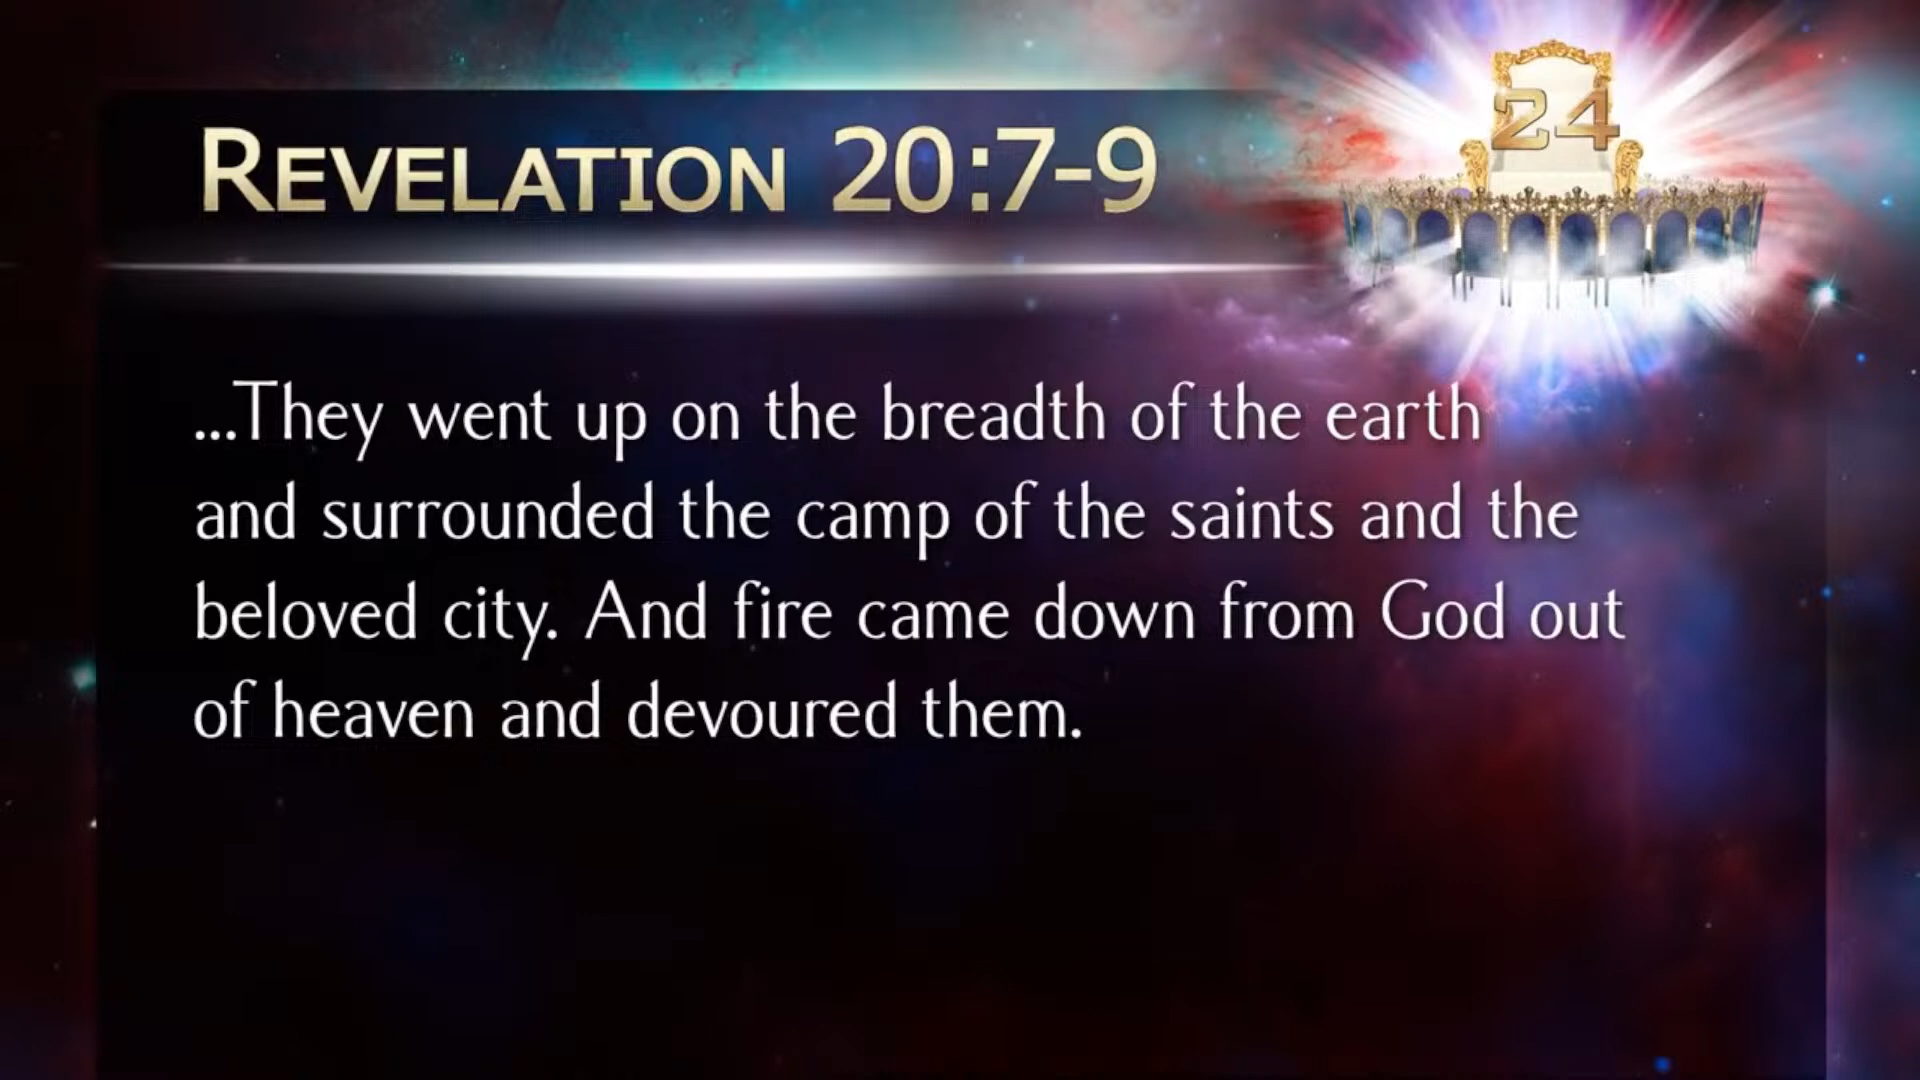 REVELATION 20:7-9
24
...They went up on the breadth of the earth
and surrounded the camp of the saints and the
beloved city. And fire came down from God out
of heaven and devoured them.